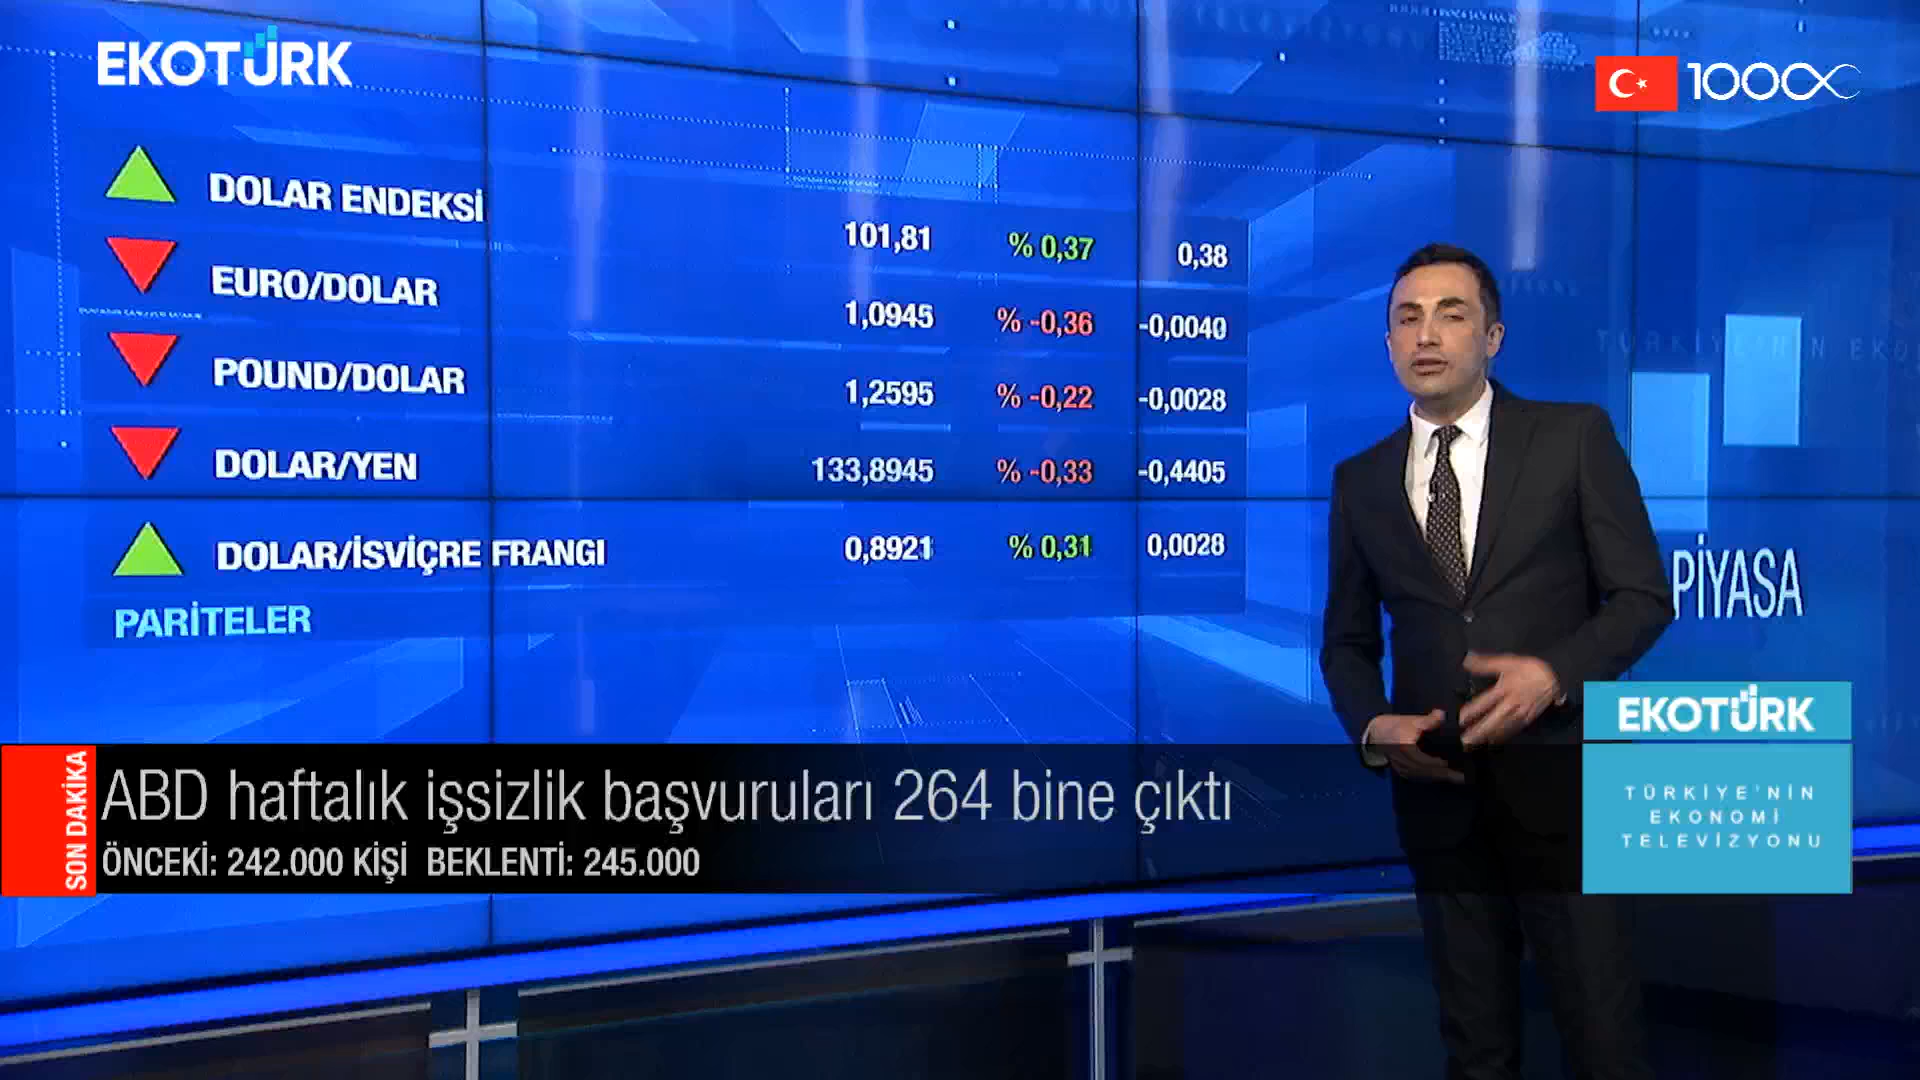 EKOTÜRK
100
DOLAR ENDEKSİ 101,81 % 0,37 0,38
EURO/DOLAR 1,0945 % -0,36 -0,0040
POUND/DOLAR 1,2595 % -0,22 -0,0028
DOLAR/YEN 133,8945 % -0,33 -0,4405
DOLAR/İSVİÇRE FRANGI 0,8921 % 0,31 0,0028
PARİTELER
PİYASA
EKOTÜRK
TÜRKİYE'NİN
EKONOMİ
TELEVİZYONU
SON DAKİKA
ABD haftalık işsizlik başvuruları 264 bine çıktı
ÖNCEKİ: 242.000 KİŞİ BEKLENTİ: 245.000